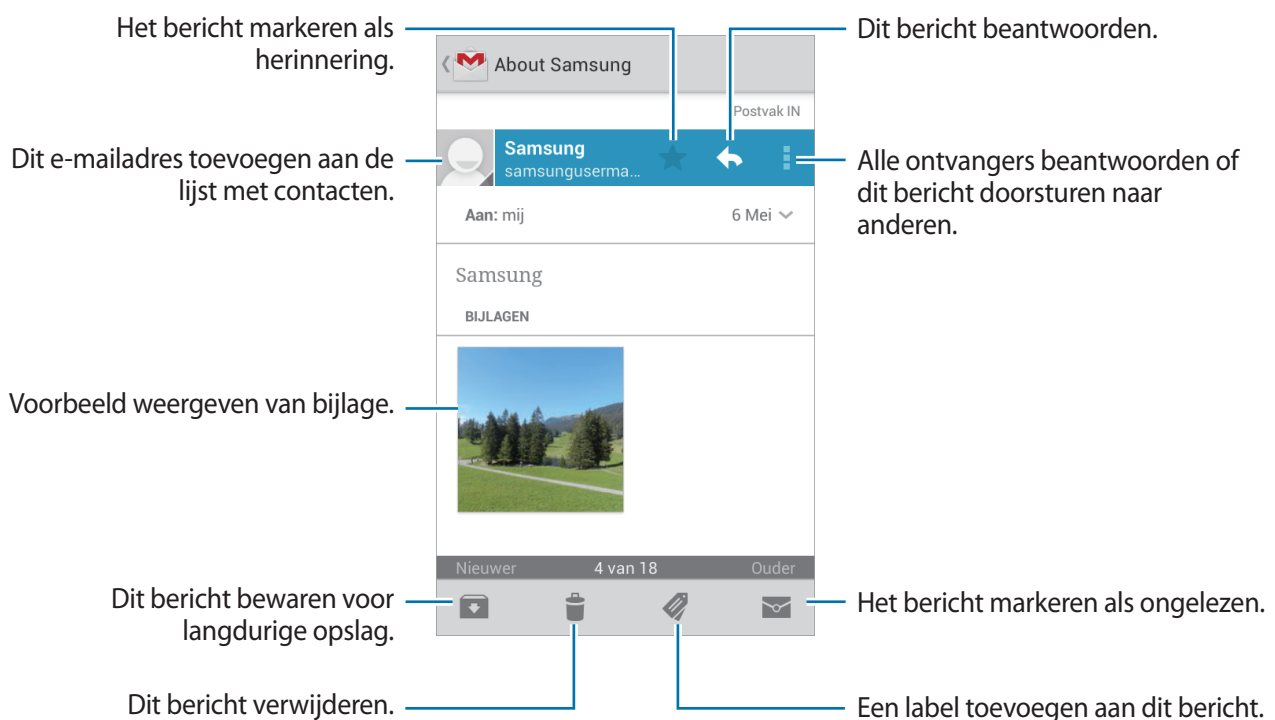 Het bericht markeren als
herinnering.
Dit bericht beantwoorden.
About Samsung
Postvak IN
Dit e-mailadres toevoegen aan de
lijst met contacten.
Samsung
samsunguserma...
Alle ontvangers beantwoorden of
dit bericht doorsturen naar
anderen.
Aan: mij
6 Mei
Samsung
BIJLAGEN
Voorbeeld weergeven van bijlage.
Nieuwer
4 van 18
Ouder
Dit bericht bewaren voor
langdurige opslag.
Het bericht markeren als ongelezen.
Dit bericht verwijderen.
Een label toevoegen aan dit bericht.